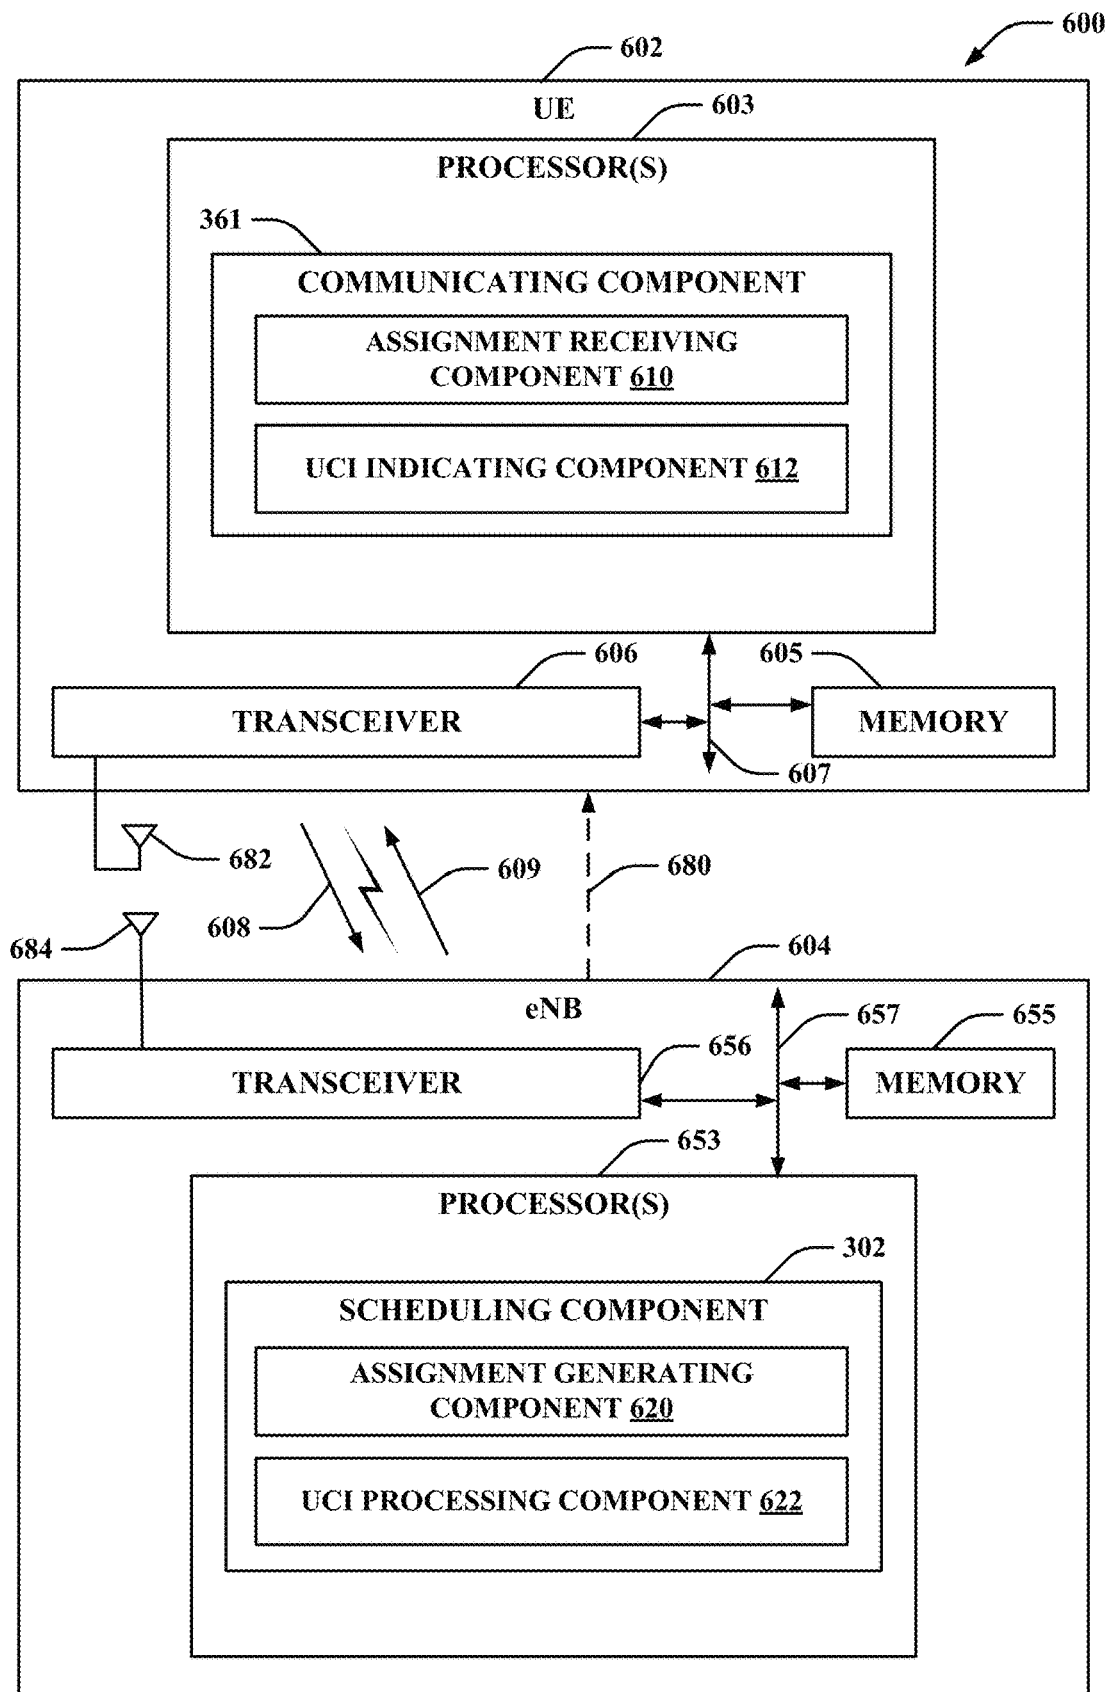 600
602
UE
603
PROCESSOR(S)
361
COMMUNICATING COMPONENT
ASSIGNMENT RECEIVING
COMPONENT 610
UCI INDICATING COMPONENT 612
606
605
TRANSCEIVER
MEMORY
607
682
609
680
608
684
604
eNB
657
655
656
TRANSCEIVER
MEMORY
653
PROCESSOR(S)
302
SCHEDULING COMPONENT
ASSIGNMENT GENERATING
COMPONENT 620
UCI PROCESSING COMPONENT 622